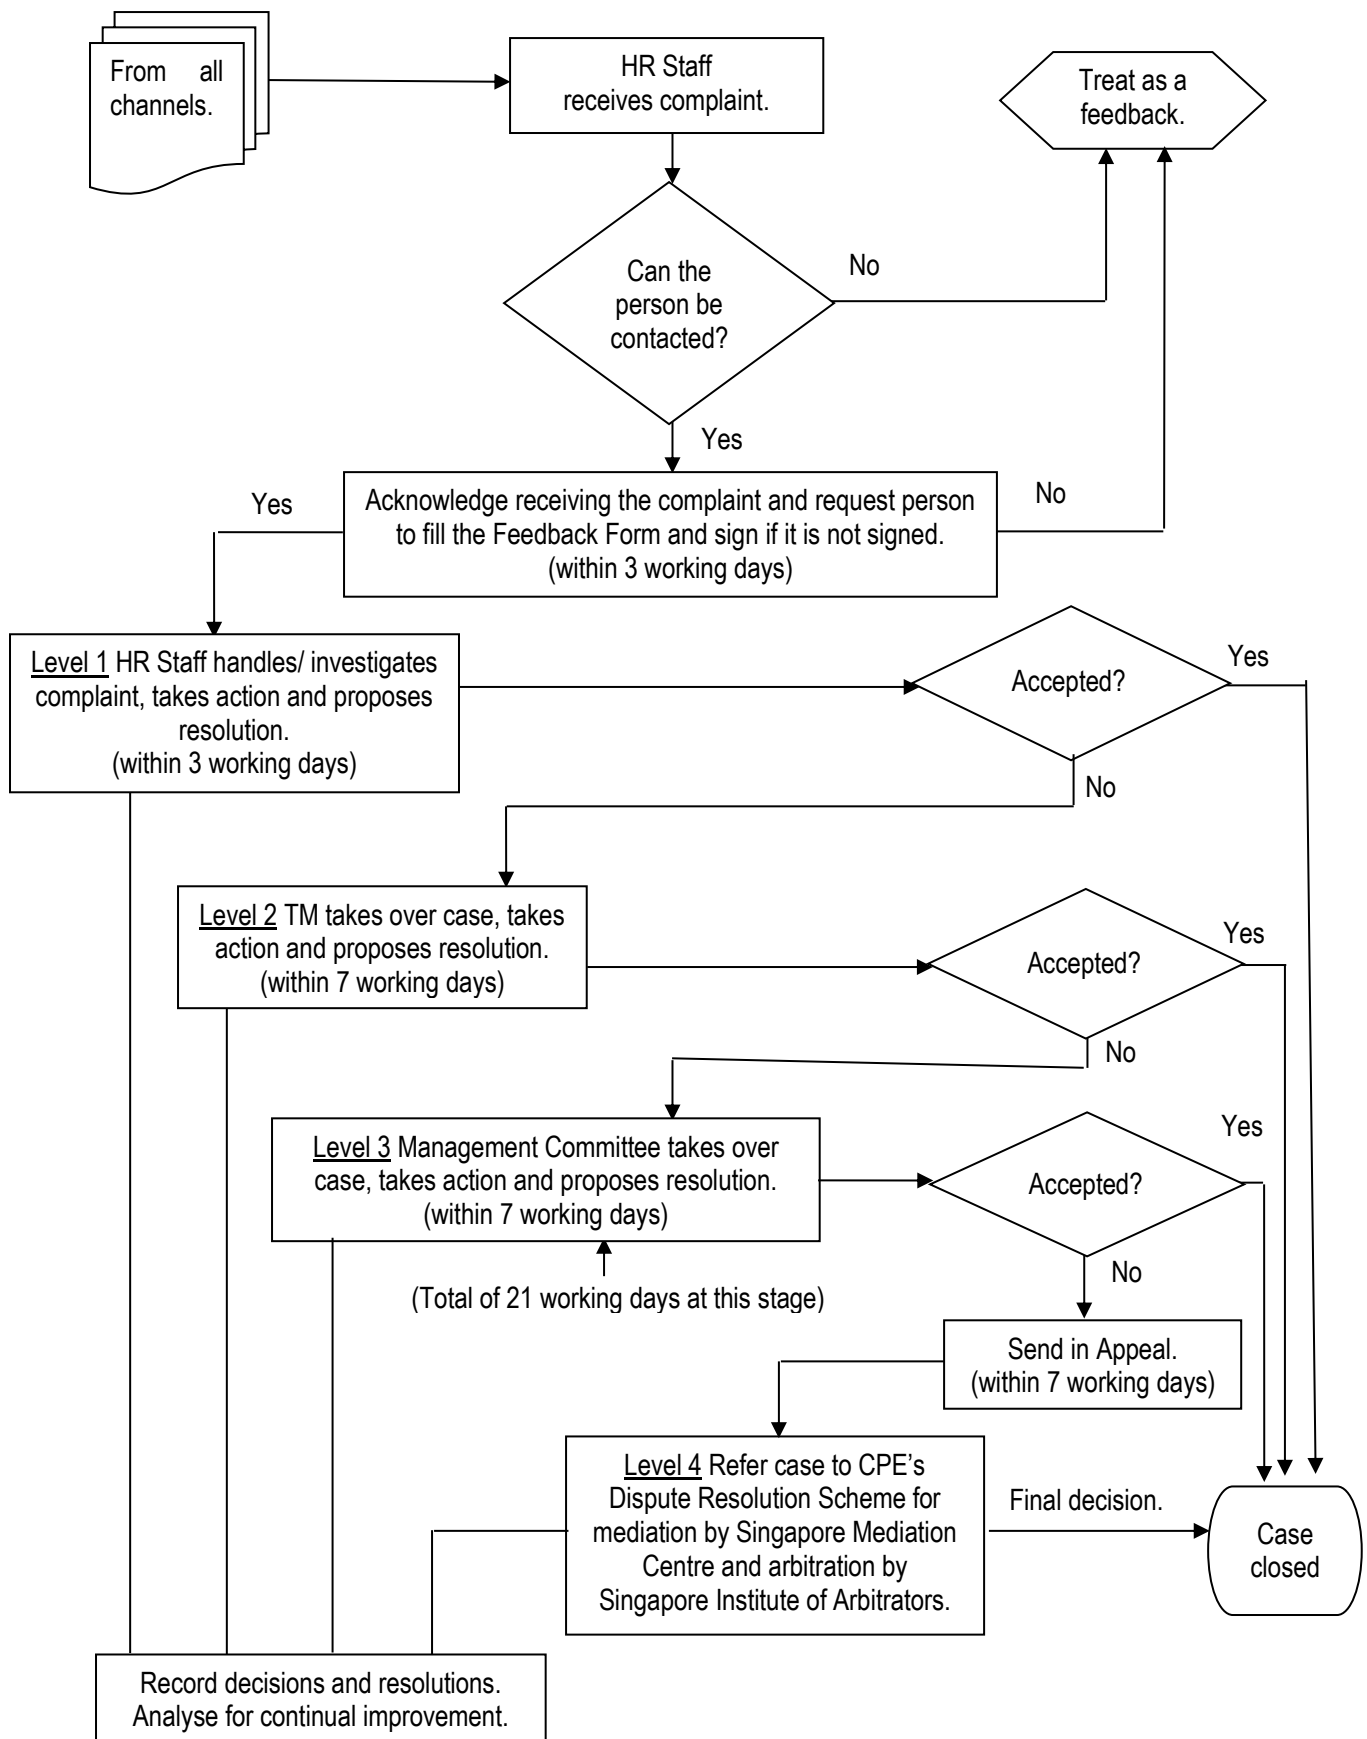 From all
channels.
HR Staff
receives complaint.
Treat as a
feedback.
Can the
person be
contacted?
No
Yes
Acknowledge receiving the complaint and request person
to fill the Feedback Form and sign if it is not signed.
(within 3 working days)
Yes
No
Level 1 HR Staff handles/ investigates
complaint, takes action and proposes
resolution.
(within 3 working days)
Accepted?
Yes
No
Level 2 TM takes over case, takes
action and proposes resolution.
(within 7 working days)
Accepted?
Yes
No
Level 3 Management Committee takes over
case, takes action and proposes resolution.
(within 7 working days)
Accepted?
Yes
No
(Total of 21 working days at this stage)
Send in Appeal.
(within 7 working days)
Level 4 Refer case to CPE’s
Dispute Resolution Scheme for
mediation by Singapore Mediation
Centre and arbitration by
Singapore Institute of Arbitrators.
Final decision.
Case
closed
Record decisions and resolutions.
Analyse for continual improvement.